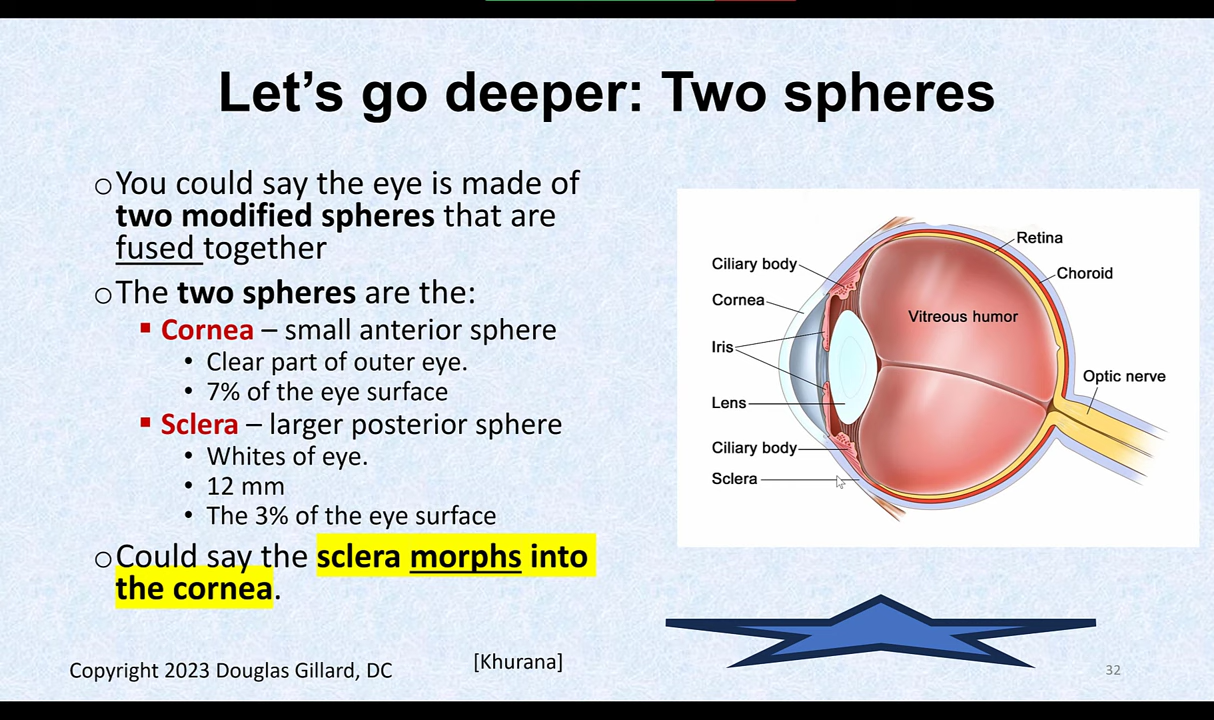 Let's go deeper: Two spheres
oYou could say the eye is made of
two modified spheres that are
fused together
oThe two spheres are the:
▪ Cornea – small anterior sphere
• Clear part of outer eye.
• 7% of the eye surface
▪ Sclera – larger posterior sphere
• Whites of eye.
• 12 mm
• The 3% of the eye surface
oCould say the sclera morphs into
the cornea.
Retina
Ciliary body
Choroid
Cornea
Vitreous humor
Iris
Optic nerve
Lens
Ciliary body
Sclera
Copyright 2023 Douglas Gillard, DC
[Khurana]
32